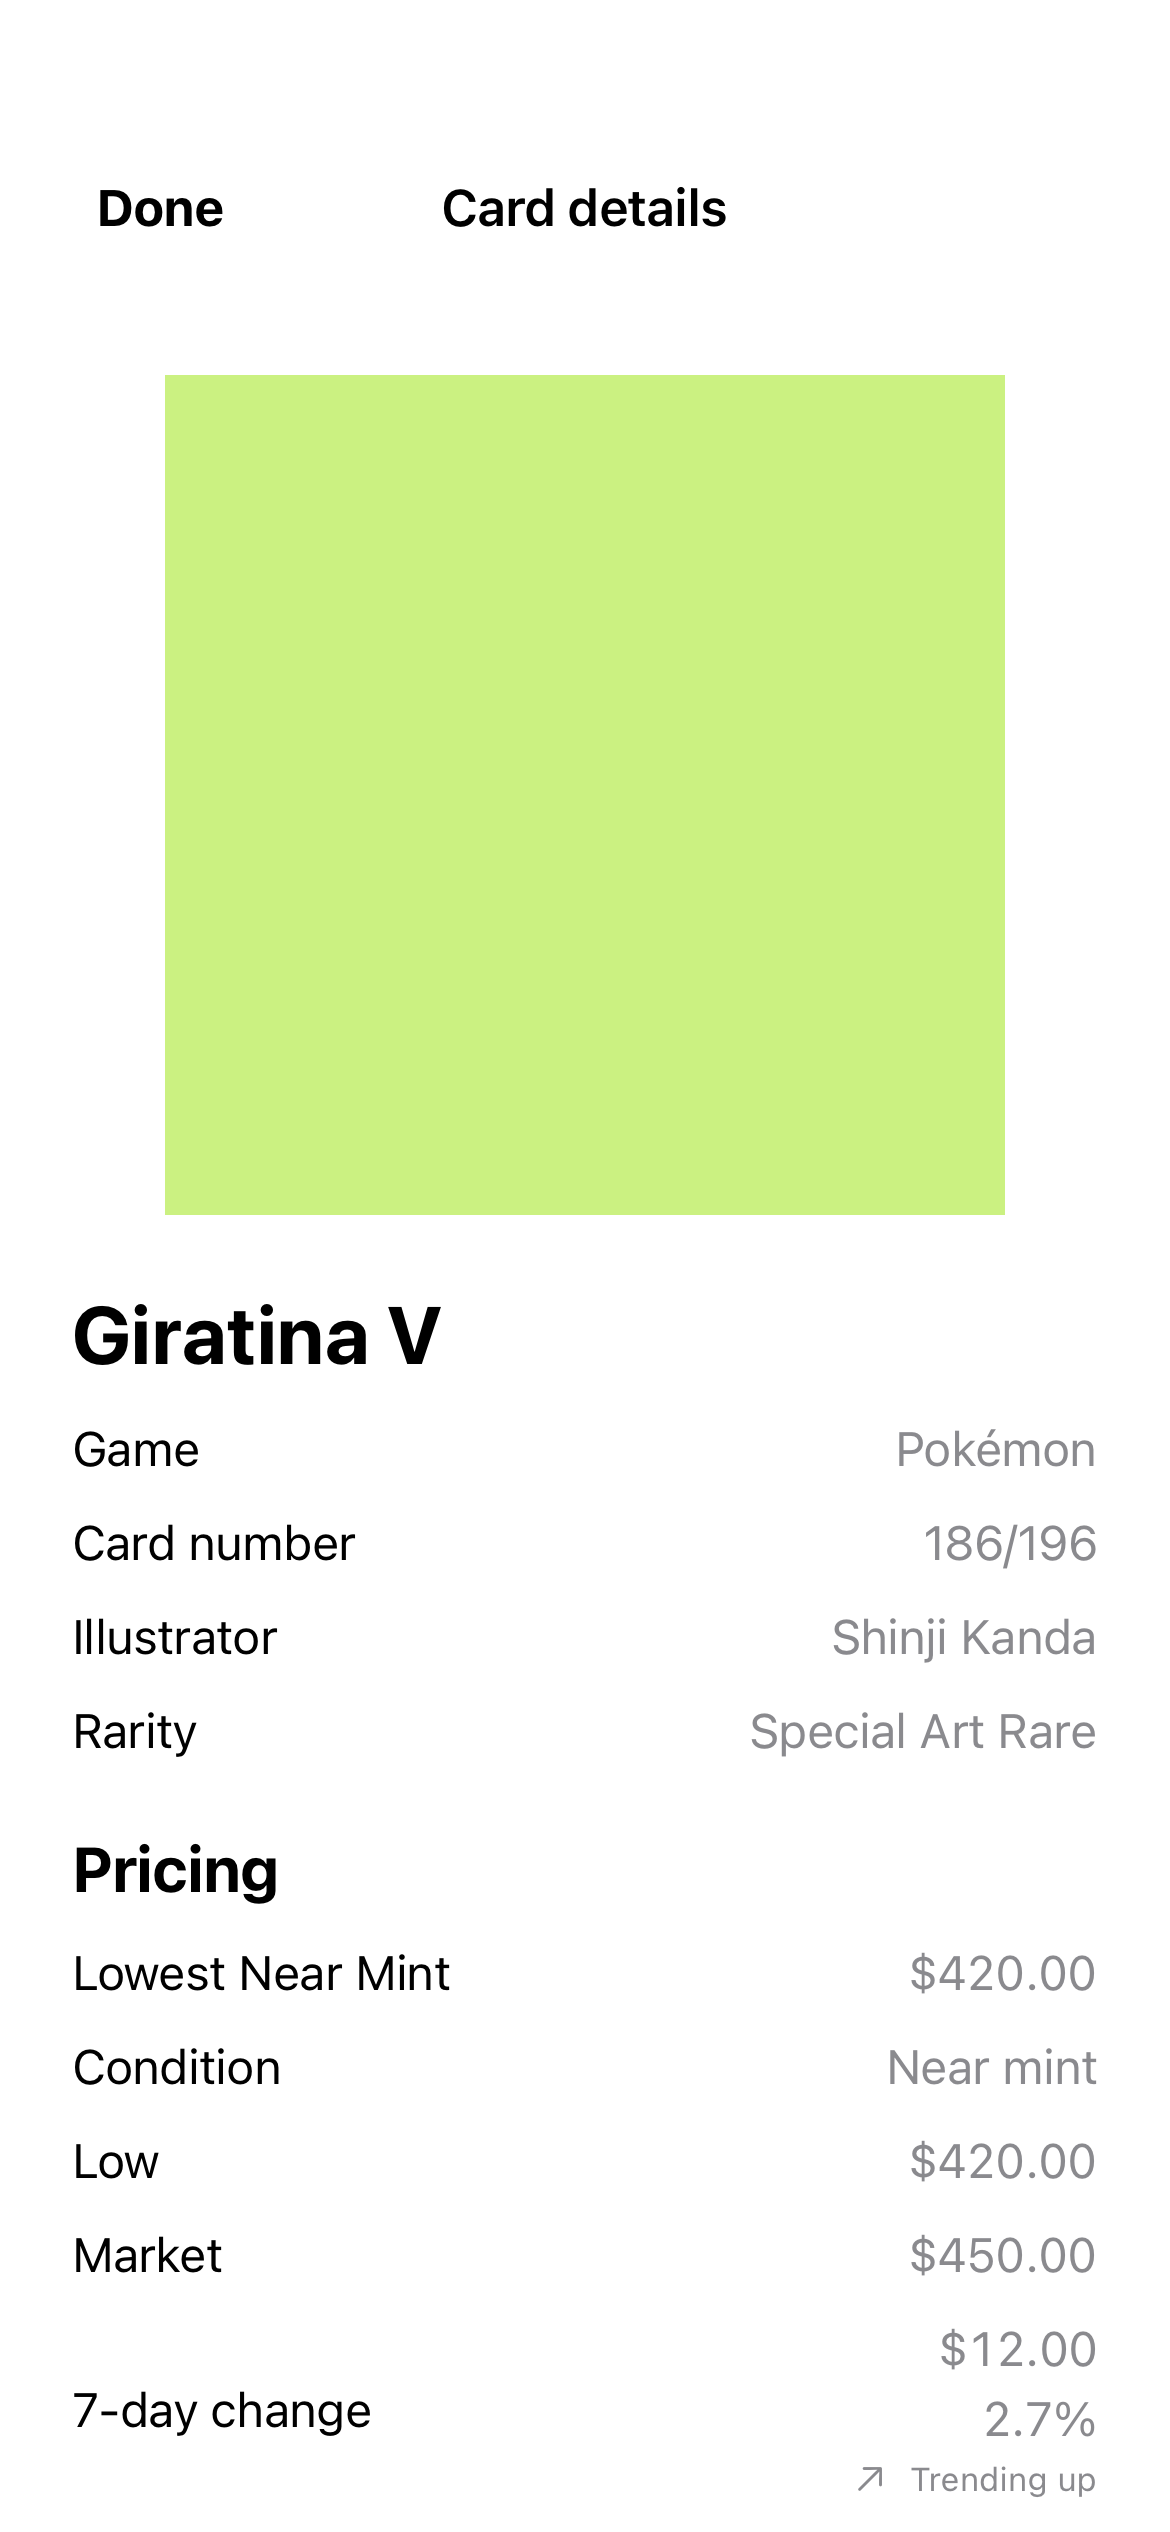 Done
Card details
Giratina V
Game Pokémon
Card number 186/196
Illustrator Shinji Kanda
Rarity Special Art Rare
Pricing
Lowest Near Mint $420.00
Condition Near mint
Low $420.00
Market $450.00
7-day change $12.00
2.7%
Trending up